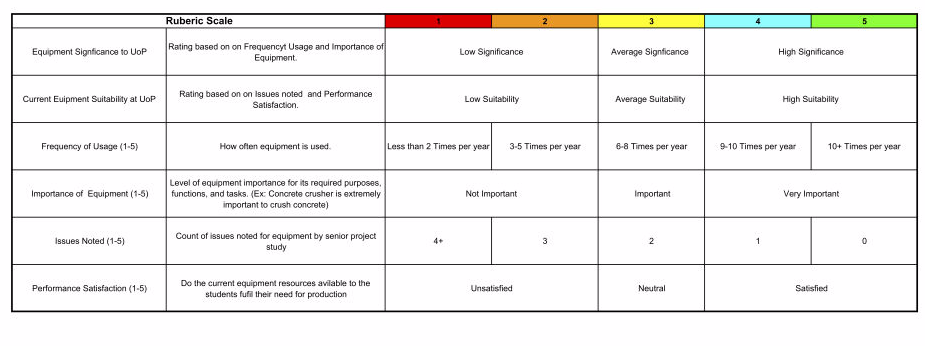 Ruberic Scale 1 2 3 4 5
Equipment Signficance to UoP
Rating based on on Frequencyt Usage and Importance of
Equipment.
Low Significance
Average Signficance
High Significance
Current Euipment Suitability at UoP
Rating based on on Issues noted and Performance
Satisfaction.
Low Suitability
Average Suitability
High Suitability
Frequency of Usage (1-5)
How often equipment is used.
Less than 2 Times per year
3-5 Times per year
6-8 Times per year
9-10 Times per year
10+ Times per year
Importance of Equipment (1-5)
Level of equipment importance for its required purposes,
functions, and tasks. (Ex: Concrete crusher is extremely
important to crush concrete)
Not Important
Important
Very Important
Issues Noted (1-5)
Count of issues noted for equipment by senior project
study
4+
3
2
1
0
Performance Satisfaction (1-5)
Do the current equipment resources avilable to the
students fufil their need for production
Unsatisfied
Neutral
Satisfied